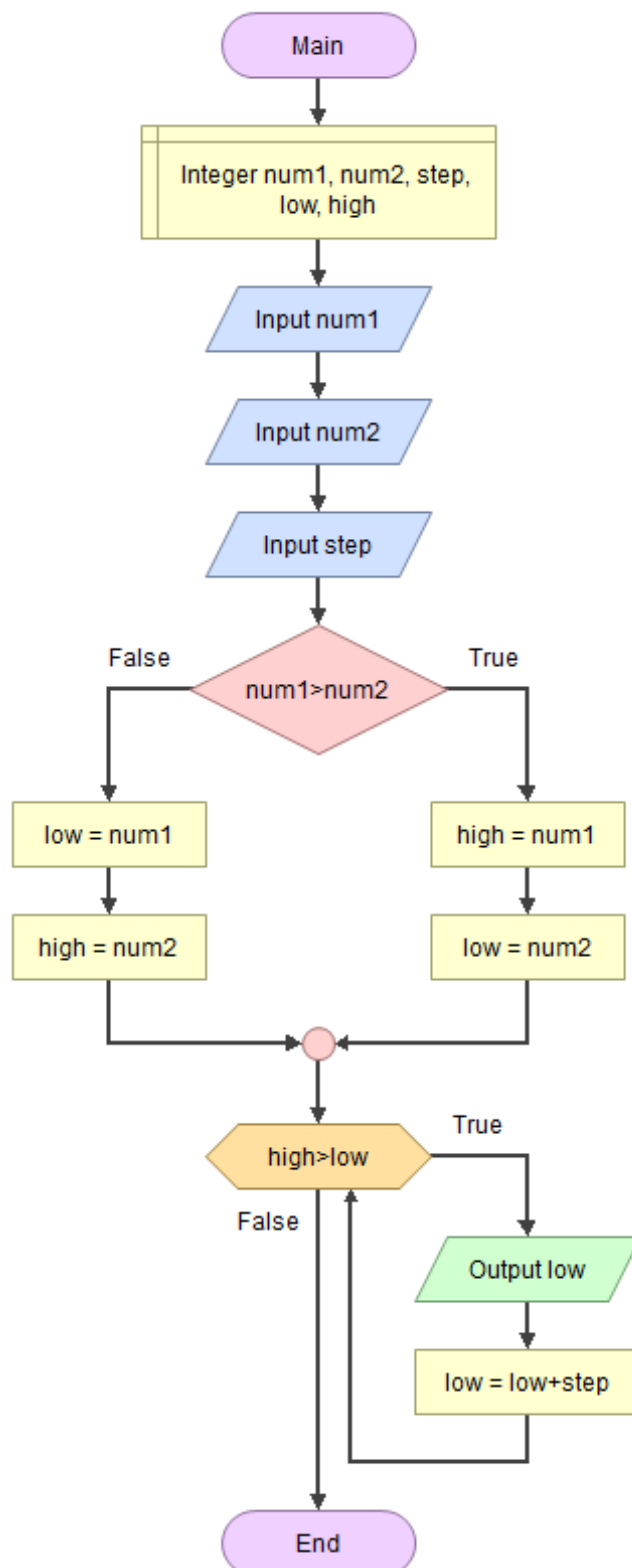 Main
Integer num1, num2, step,
low, high
Input num1
Input num2
Input step
False
True
num1>num2
low = num1
high = num1
high = num2
low = num2
True
high>low
False
Output low
low = low+step
End